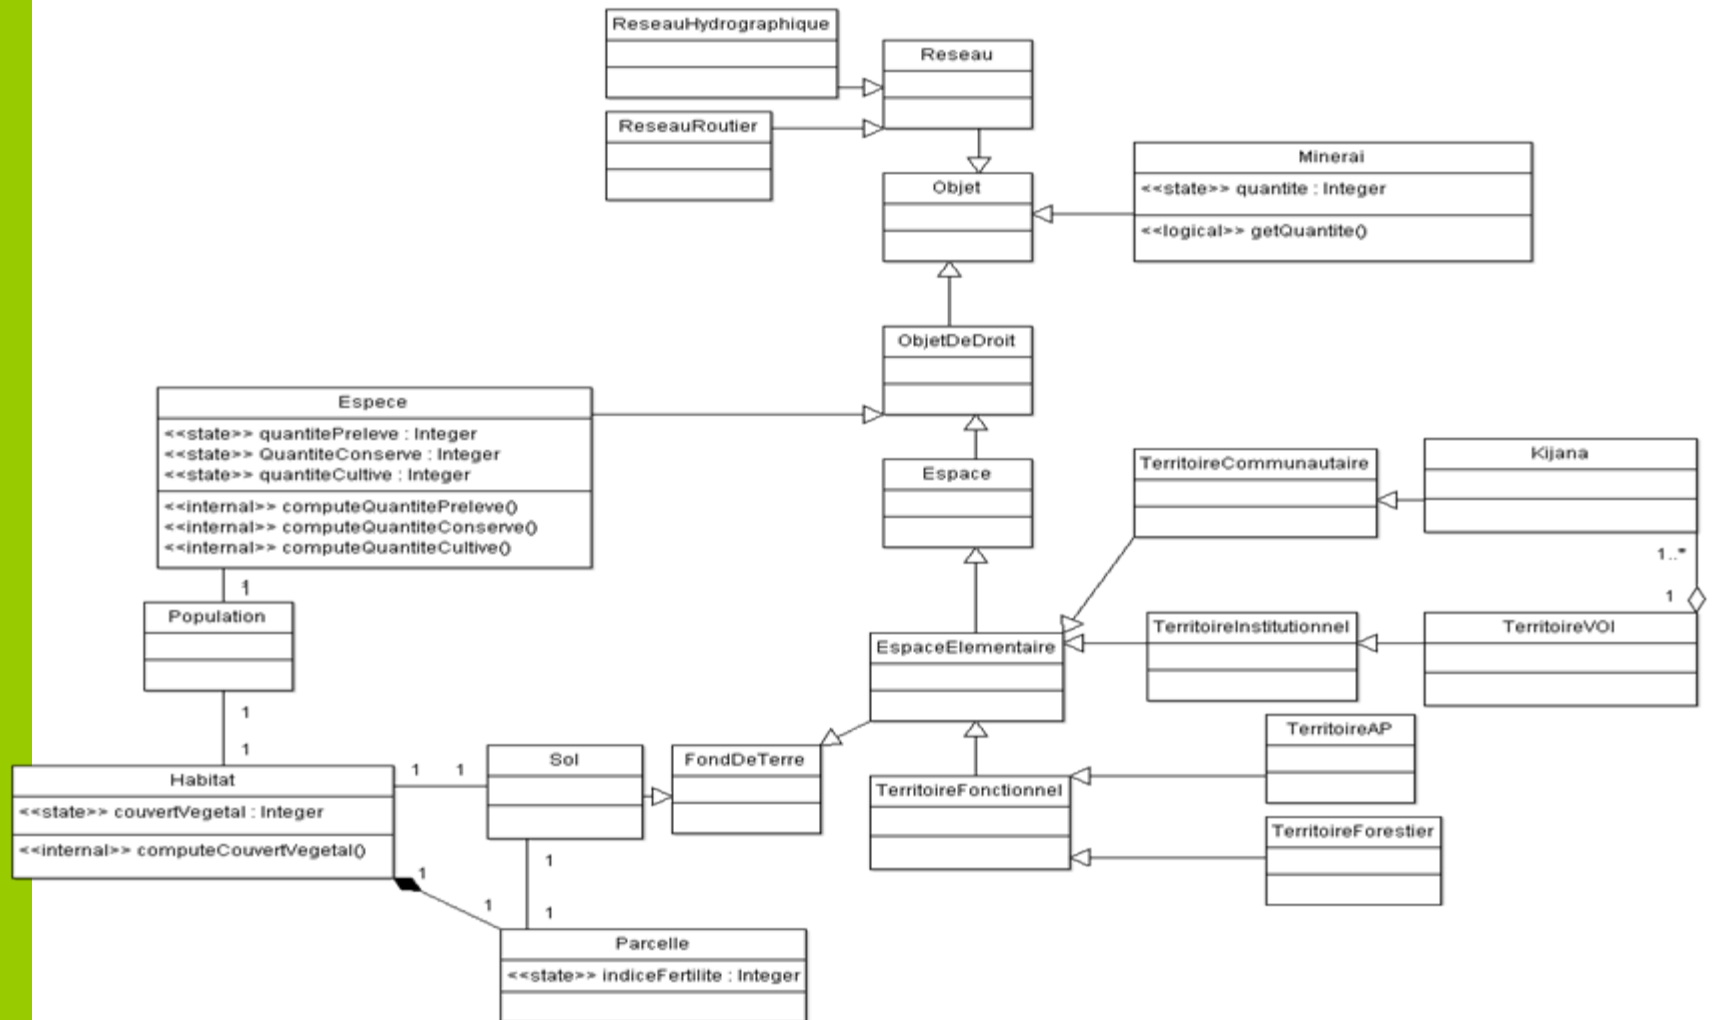 ReseauHydrographique
Reseau
ReseauRoutier
Minerai
<<state>> quantite : Integer
<<logical>> getQuantite()
Objet
ObjetDeDroit
Espece
<<state>> quantitePreleve : Integer
<<state>> QuantiteConserve : Integer
<<state>> quantiteCultive : Integer
<<internal>> computeQuantitePreleve()
<<internal>> computeQuantiteConserve()
<<internal>> computeQuantiteCultive()
Espace
TerritoireCommunautaire
Kijana
1..*
1
1
Population
TerritoireInstitutionnel
TerritoireVOI
EspaceElementaire
1
1
TerritoireAP
Sol
FondDeTerre
Habitat
1
1
<<state>> couvertVegetal : Integer
<<internal>> computeCouvertVegetal()
TerritoireFonctionnel
TerritoireForestier
1
1
1
1
Parcelle
<<state>> indiceFertilite : Integer